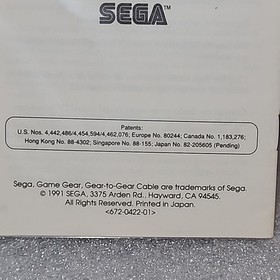 SEGA™
Patents:
U.S. Nos. 4,442,486/4,454,594/4,462,076; Europe No. 80244; Canada No. 1,183,276;
Hong Kong No. 88-4302; Singapore No. 88-155; Japan No. 82-205605 (Pending)
Sega, Game Gear, Gear-to-Gear Cable are trademarks of Sega.
© 1991 SEGA, 3375 Arden Rd., Hayward, CA 94545.
All Rights Reserved. Printed in Japan.
<672-0422-01>